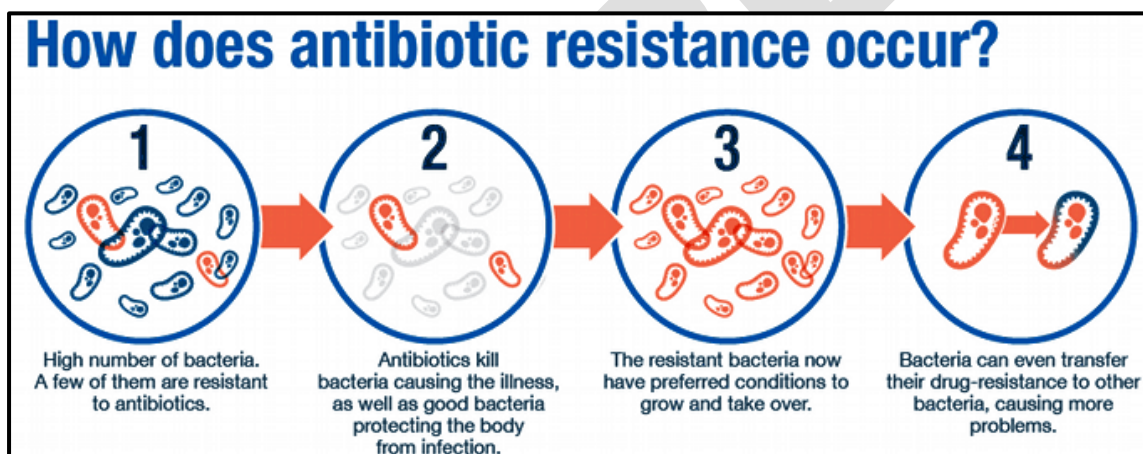 How does antibiotic resistance occur?
1
High number of bacteria.
A few of them are resistant
to antibiotics.
2
Antibiotics kill
bacteria causing the illness,
as well as good bacteria
protecting the body
from infection.
3
The resistant bacteria now
have preferred conditions to
grow and take over.
4
Bacteria can even transfer
their drug-resistance to other
bacteria, causing more
problems.